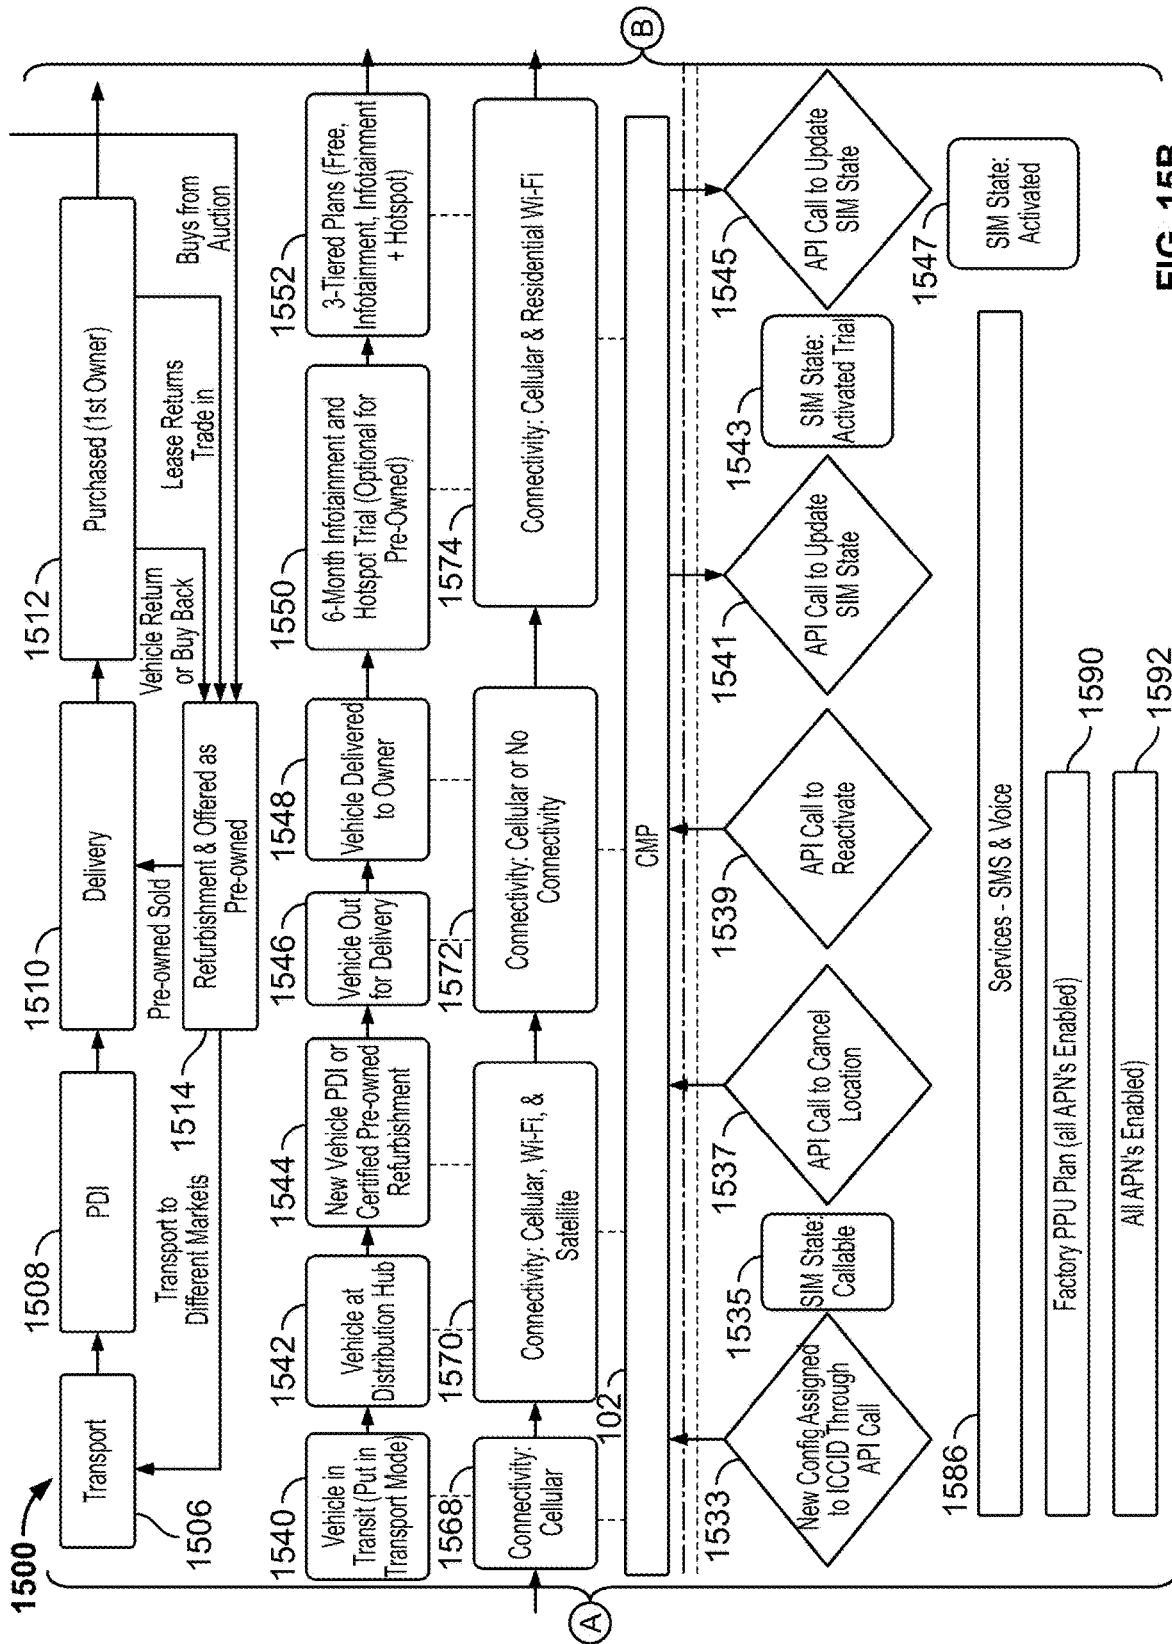 1500
Transport
1506
PDI
1508
Delivery
1510
Purchased (1st Owner)
1512
Transport to
Different Markets
1514
Pre-owned Sold
Refurbishment & Offered as
Pre-owned
Vehicle Return
or Buy Back
Lease Returns
Trade in
Buys from
Auction
1540
Vehicle in
Transit (Put in
Transport Mode)
1542
Vehicle at
Distribution Hub
1544
New Vehicle PDI or
Certified Pre-owned
Refurbishment
1546
Vehicle Out
for Delivery
1548
Vehicle Delivered
to Owner
1550
6-Month Infotainment and
Hotspot Trial (Optional for
Pre-Owned)
1552
3-Tiered Plans (Free,
Infotainment, Infotainment
+ Hotspot)
1568
Connectivity:
Cellular
1570
Connectivity: Cellular, Wi-Fi, &
Satellite
1572
Connectivity: Cellular or No
Connectivity
1574
Connectivity: Cellular & Residential Wi-Fi
A
B
102
CMP
1533
New Config Assigned
to ICCID Through
API Call
1535
SIM State:
Callable
1537
API Call to Cancel
Location
1539
API Call to
Reactivate
1541
API Call to Update
SIM State
1543
SIM State:
Activated Trial
1545
API Call to Update
SIM State
1547
SIM State:
Activated
1586
Services - SMS & Voice
Factory PPU Plan (all APN's Enabled)
1590
All APN's Enabled)
1592
FIG. 15B